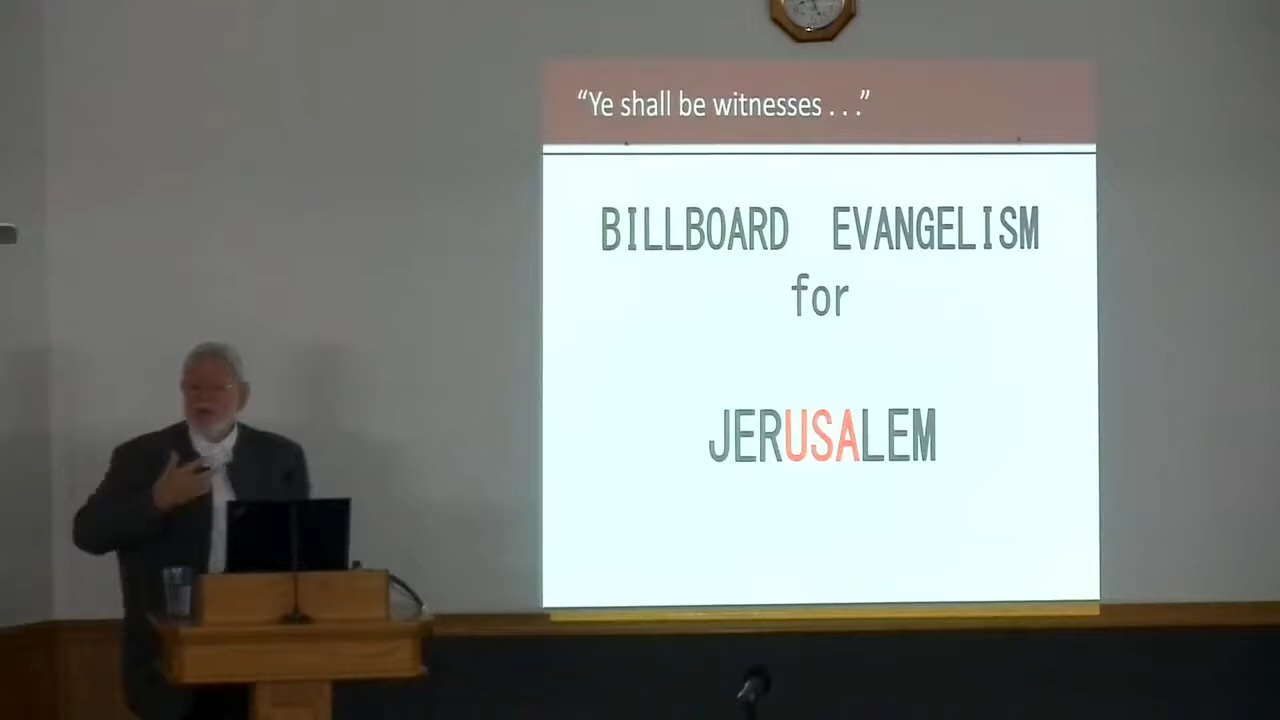 “Ye shall be witnesses . . .”
BILLBOARD EVANGELISM
for
JERUSALEM